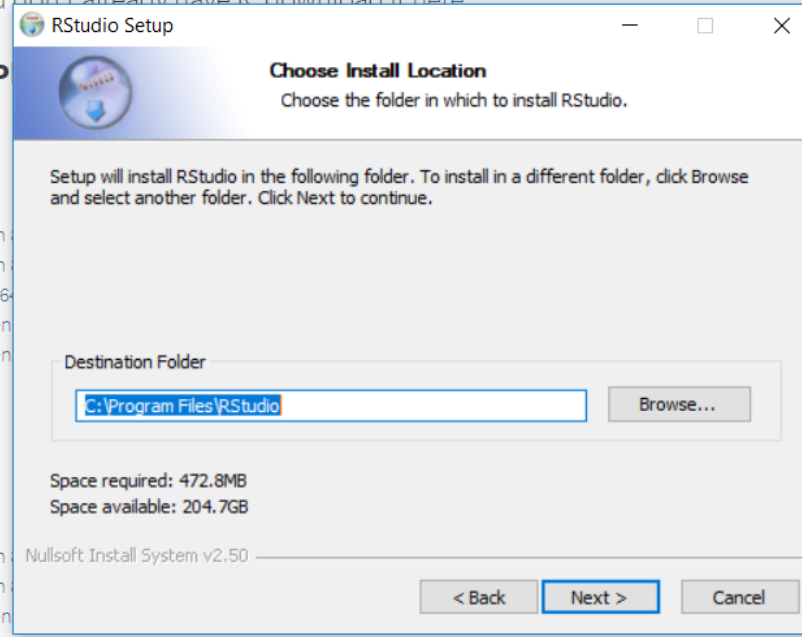 RStudio Setup
Choose Install Location
Choose the folder in which to install RStudio.
Setup will install RStudio in the following folder. To install in a different folder, click Browse
and select another folder. Click Next to continue.
Destination Folder
C:\Program Files\RStudio
Browse...
Space required: 472.8MB
Space available: 204.7GB
Nullsoft Install System v2.50
< Back
Next >
Cancel